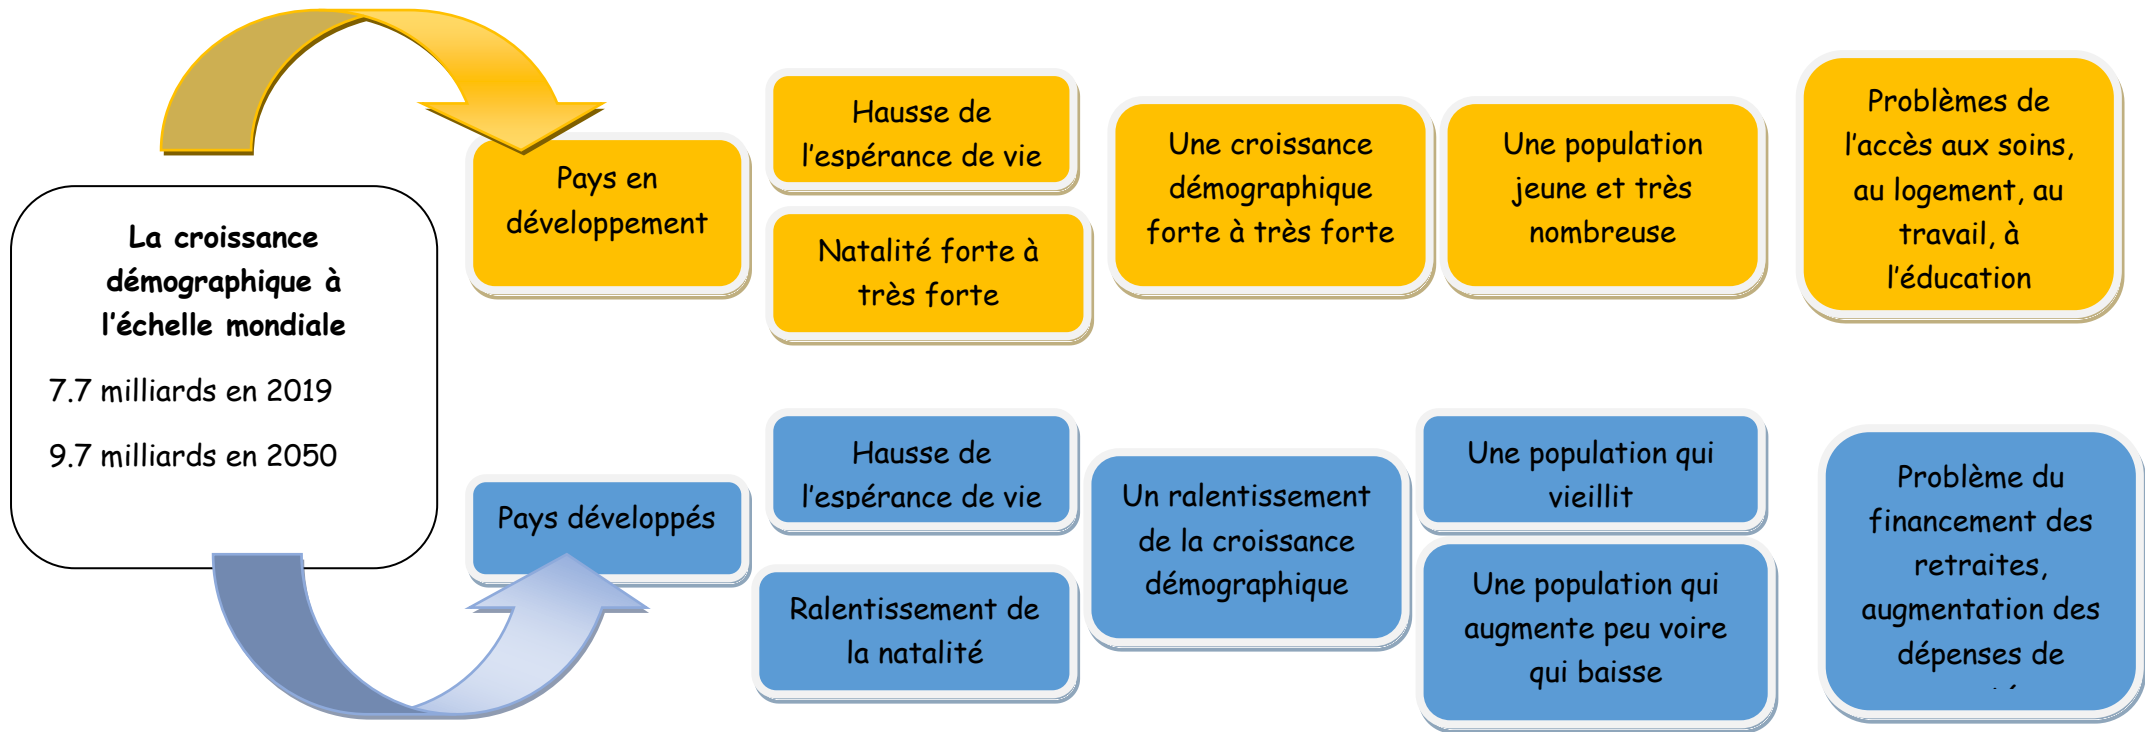 La croissance
démographique à
l'échelle mondiale
7.7 milliards en 2019
9.7 milliards en 2050
Pays en
développement
Hausse de
l'espérance de vie
Natalité forte à
très forte
Une croissance
démographique
forte à très forte
Une population
jeune et très
nombreuse
Problèmes de
l'accès aux soins,
au logement, au
travail, à
l'éducation
Pays développés
Hausse de
l'espérance de vie
Ralentissement de
la natalité
Un ralentissement
de la croissance
démographique
Une population qui
vieillit
Une population qui
augmente peu voire
qui baisse
Problème du
financement des
retraites,
augmentation des
dépenses de